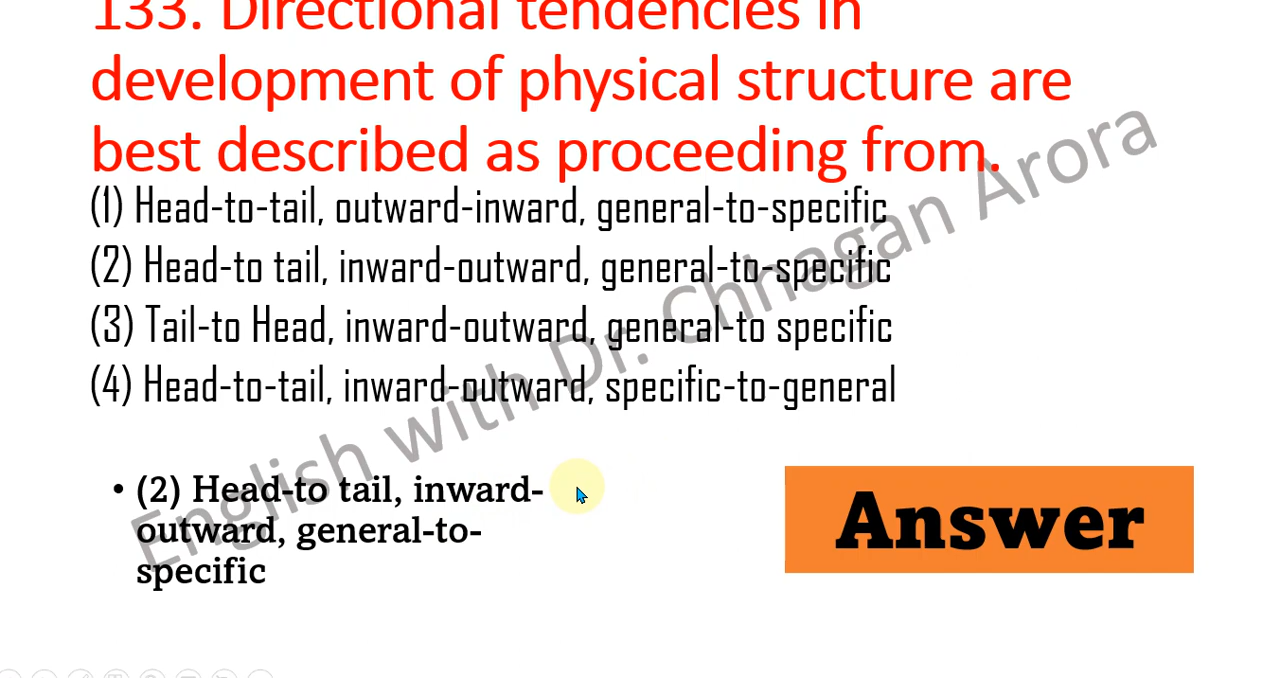 133. Directional tendencies in
development of physical structure are
best described as proceeding from.
(1) Head-to-tail, outward-inward, general-to-specific
(2) Head-to tail, inward-outward, general-to-specific
(3) Tail-to Head, inward-outward, general-to specific
(4) Head-to-tail, inward-outward, specific-to-general
• (2) Head-to tail, inward-
outward, general-to-
specific
Answer
English with Dr. Chhagan Arora